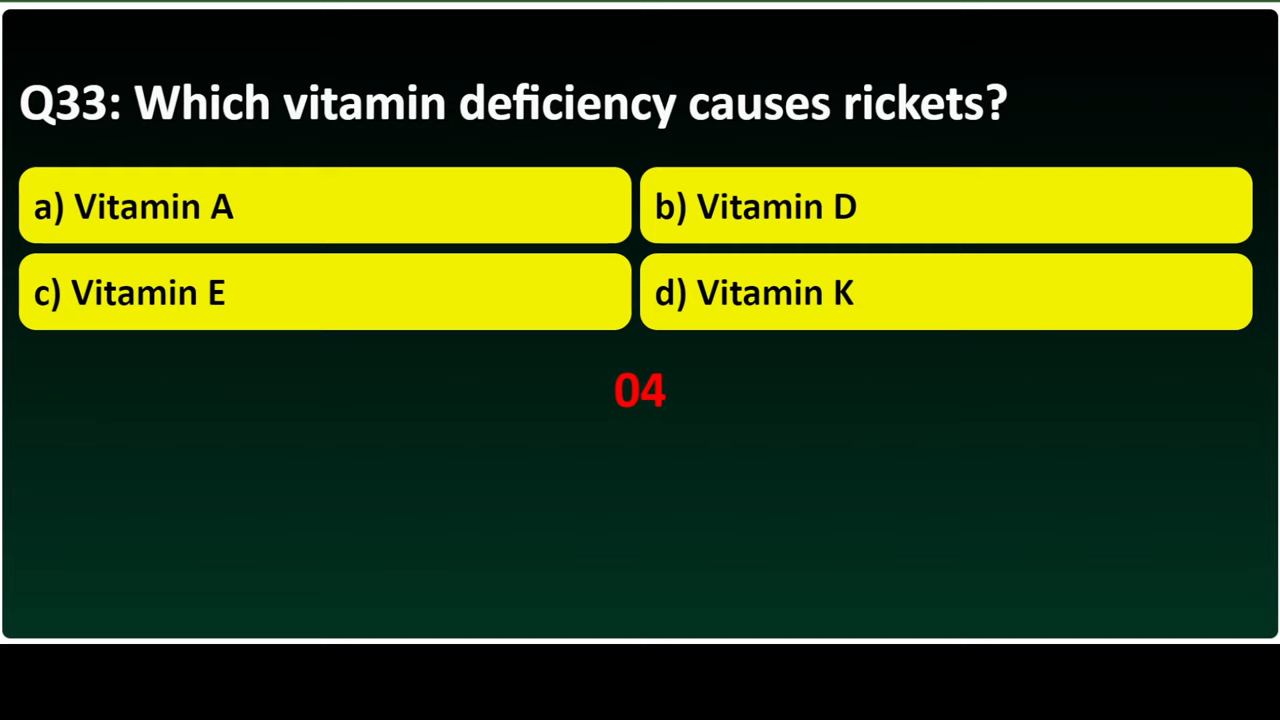 Q33: Which vitamin deficiency causes rickets?
a) Vitamin A
b) Vitamin D
c) Vitamin E
d) Vitamin K
04